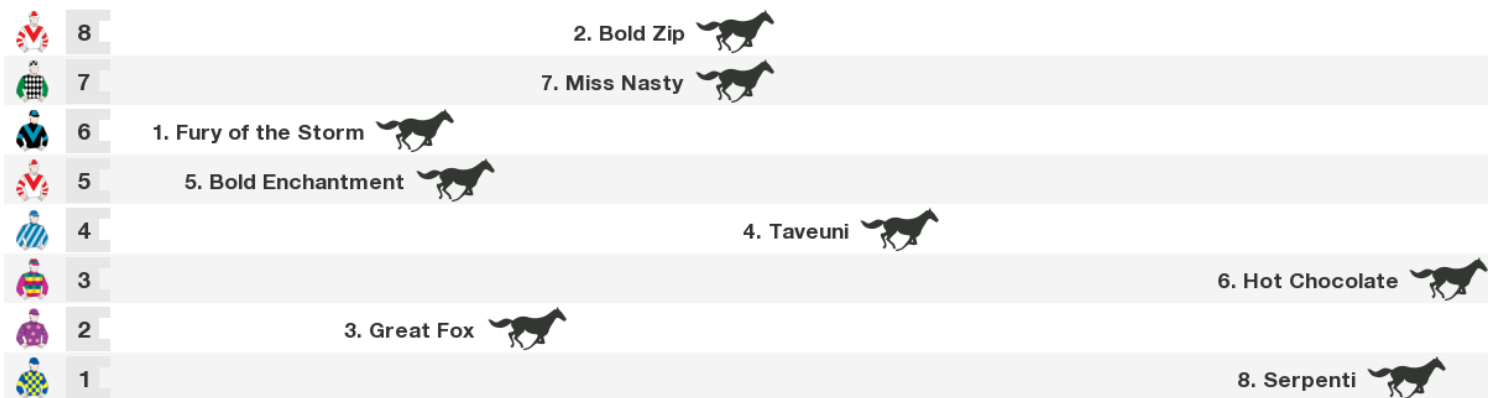 8 2. Bold Zip
7 7. Miss Nasty
6 1. Fury of the Storm
5 5. Bold Enchantment
4 4. Taveuni
3 6. Hot Chocolate
2 3. Great Fox
1 8. Serpenti